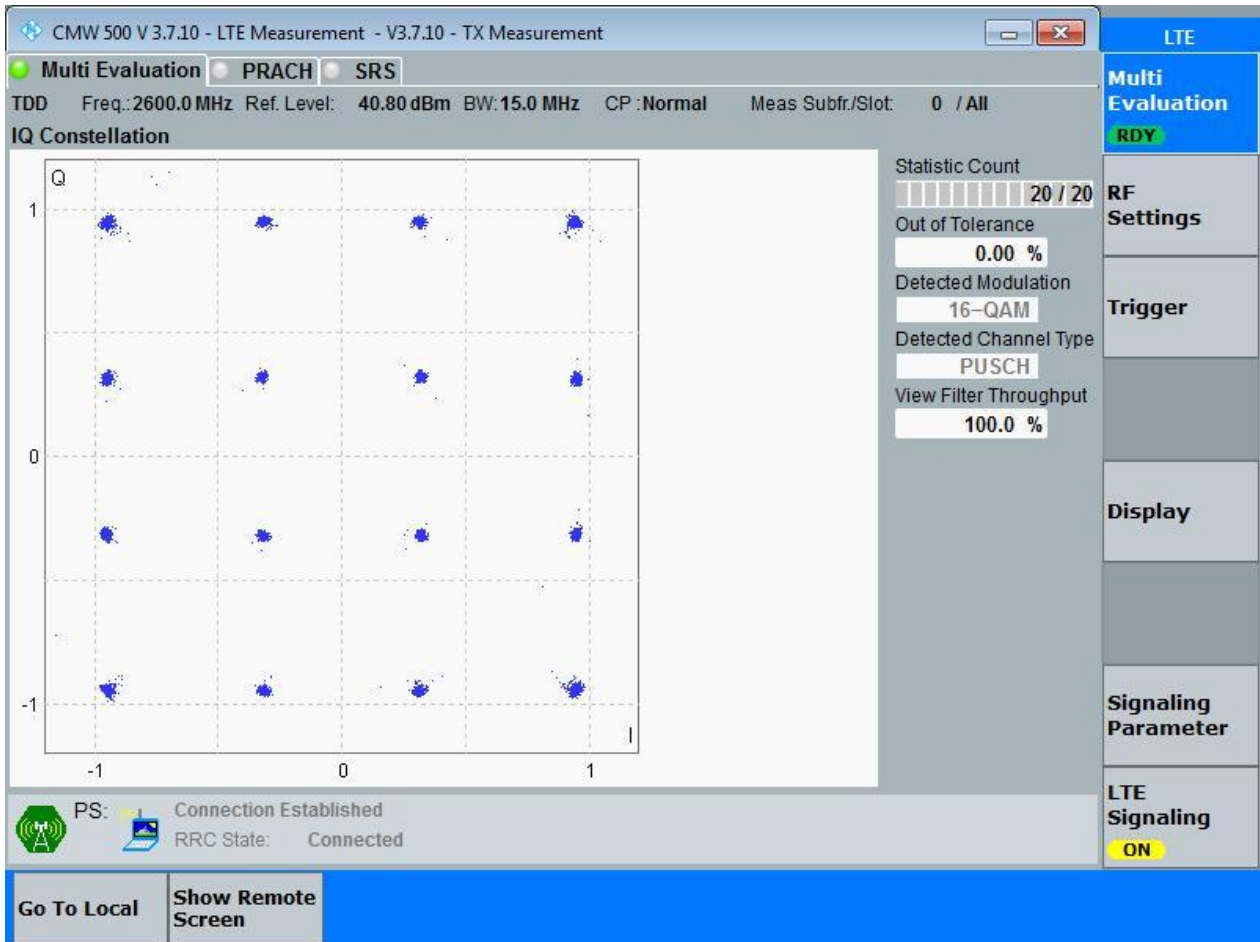 CMW 500 V 3.7.10 - LTE Measurement - V3.7.10 - TX Measurement
LTE
Multi Evaluation PRACH SRS
TDD Freq.: 2600.0 MHz Ref. Level: 40.80 dBm BW: 15.0 MHz CP : Normal Meas Subfr./Slot: 0 / All
IQ Constellation
Q
1
0
-1
I
-1 0 1
Statistic Count
20 / 20
Out of Tolerance
0.00 %
Detected Modulation
16-QAM
Detected Channel Type
PUSCH
View Filter Throughput
100.0 %
Multi
Evaluation
RDY
RF
Settings
Trigger
Display
Signaling
Parameter
LTE
Signaling
ON
PS: Connection Established
RRC State: Connected
Go To Local
Show Remote
Screen